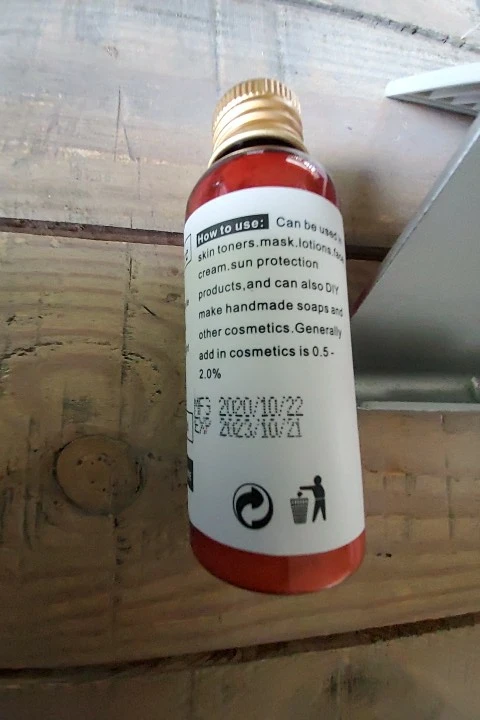 How to use: Can be used in
skin toners.mask.lotions.face
cream.sun protection
products,and can also DIY
make handmade soaps and
other cosmetics.Generally
add in cosmetics is 0.5-
2.0%
MFG 2020/10/22
EXP 2023/10/21